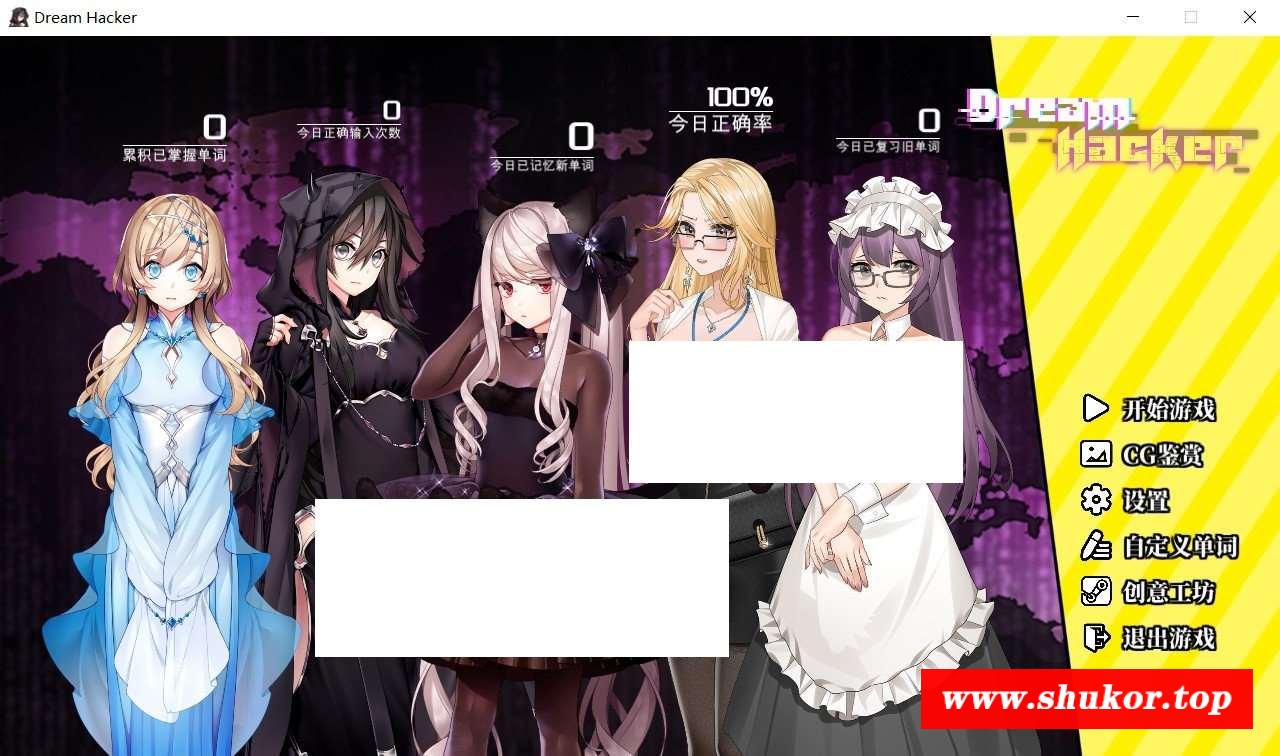 Dream Hacker
0
累积已掌握单词
0
今日正确输入次数
0
今日已记忆新单词
100%
今日正确率
0
今日已复习旧单词
Dream
Hacker
开始游戏
CG鉴赏
设置
自定义单词
创意工坊
退出游戏
www.shukor.top